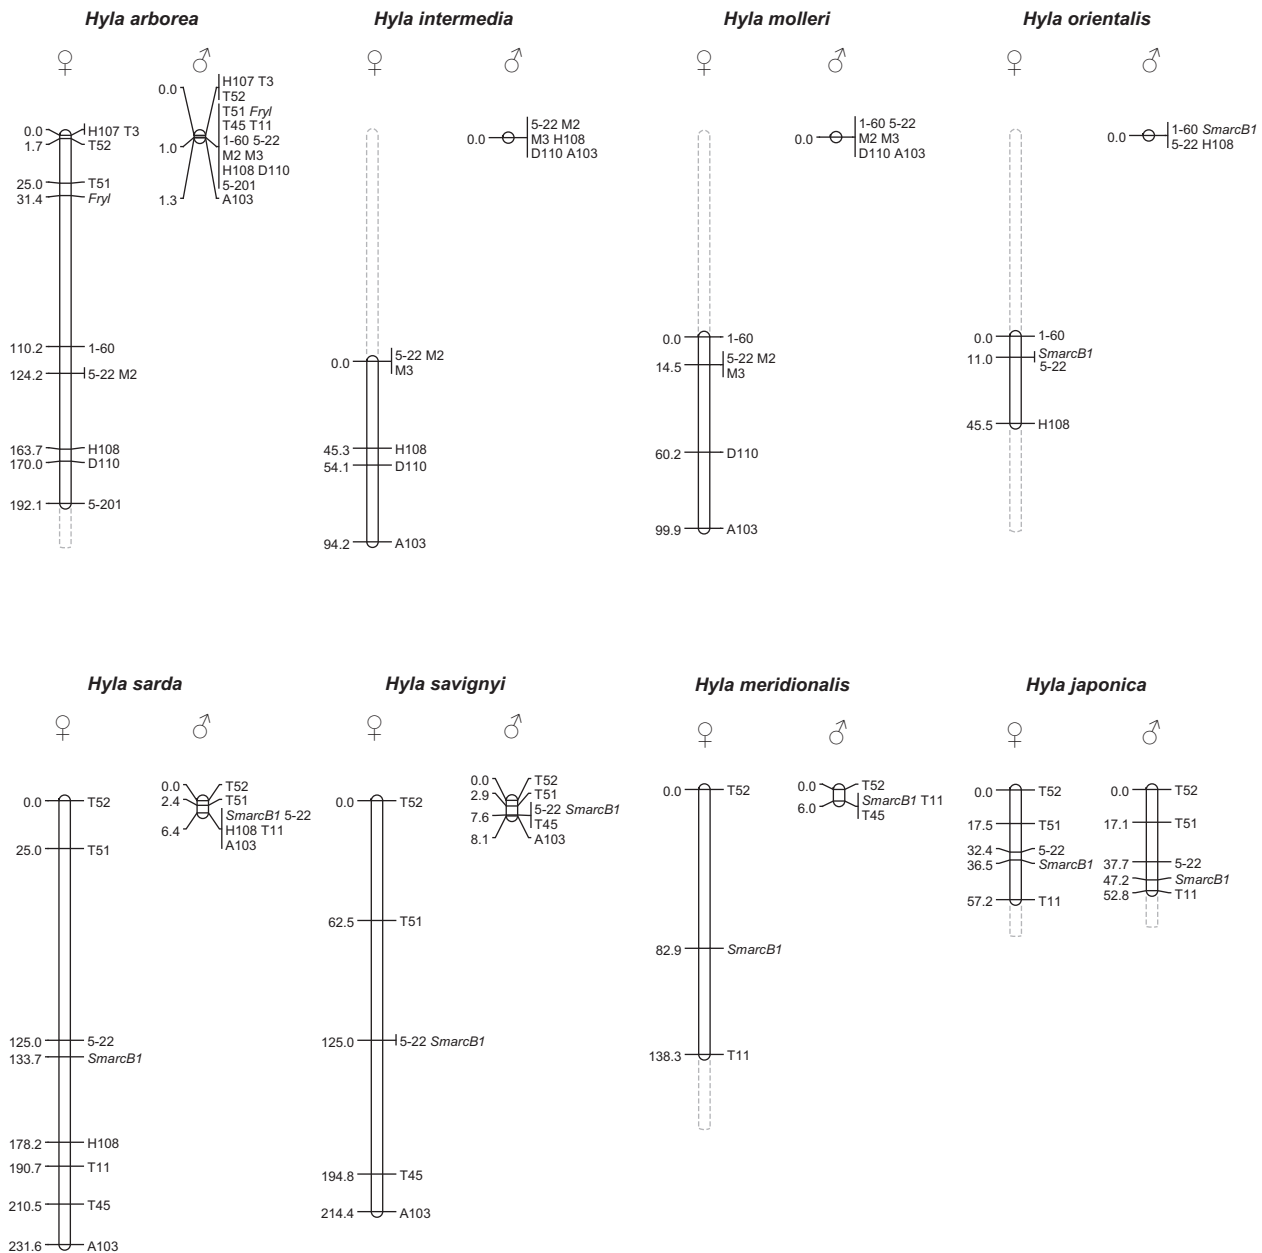 Hyla arborea
♀ ♂
0.0 H107 T3
1.7 T52
25.0 T51
31.4 Fryl
110.2 1-60
124.2 5-22 M2
163.7 H108
170.0 D110
192.1 5-201
0.0 H107 T3
T52
T51 Fryl
T45 T11
1.0 1-60 5-22
M2 M3
H108 D110
5-201
1.3 A103
Hyla intermedia
♀ ♂
0.0 5-22 M2
M3
45.3 H108
54.1 D110
94.2 A103
5-22 M2
0.0 M3 H108
D110 A103
Hyla molleri
♀ ♂
0.0 1-60
14.5 5-22 M2
M3
60.2 D110
99.9 A103
1-60 5-22
0.0 M2 M3
D110 A103
Hyla orientalis
♀ ♂
0.0 1-60
11.0 SmarcB1
5-22
45.5 H108
0.0 1-60 SmarcB1
5-22 H108
Hyla sarda
♀ ♂
0.0 T52
25.0 T51
125.0 5-22
133.7 SmarcB1
178.2 H108
190.7 T11
210.5 T45
231.6 A103
0.0 T52
2.4 T51
SmarcB1 5-22
6.4 H108 T11
A103
Hyla savignyi
♀ ♂
0.0 T52
62.5 T51
125.0 5-22 SmarcB1
194.8 T45
214.4 A103
0.0 T52
2.9 T51
7.6 5-22 SmarcB1
T45
8.1 A103
Hyla meridionalis
♀ ♂
0.0 T52
82.9 SmarcB1
138.3 T11
0.0 T52
6.0 SmarcB1 T11
T45
Hyla japonica
♀ ♂
0.0 T52
17.5 T51
32.4 5-22
36.5 SmarcB1
57.2 T11
0.0 T52
17.1 T51
37.7 5-22
47.2 SmarcB1
52.8 T11